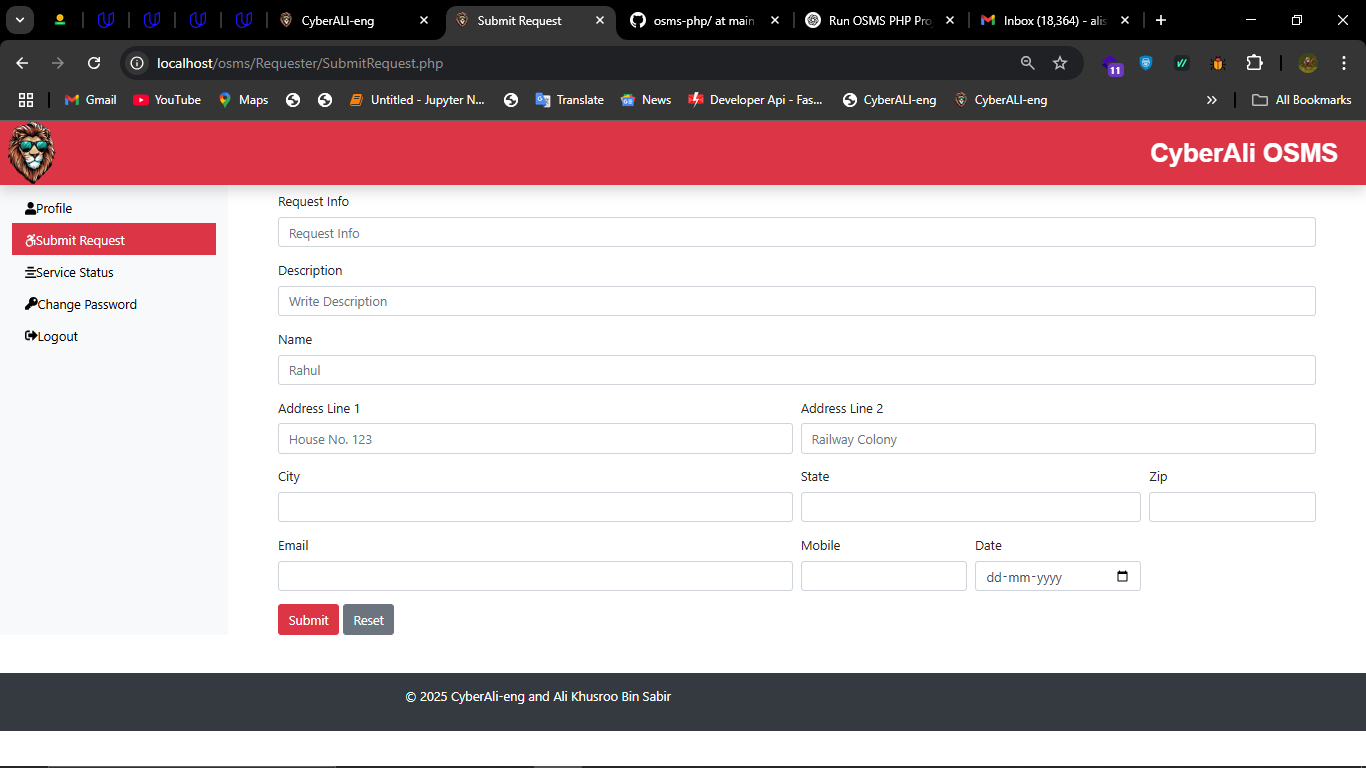 CyberALI-eng
Submit Request
osms-php/ at main
Run OSMS PHP Pro
Inbox (18,364) - alis
localhost/osms/Requester/SubmitRequest.php
11
Gmail
YouTube
Maps
Untitled - Jupyter N...
Translate
News
Developer Api - Fas...
CyberALI-eng
CyberALI-eng
All Bookmarks
CyberAli OSMS
Profile
Submit Request
Service Status
Change Password
Logout
Request Info
Request Info
Description
Write Description
Name
Rahul
Address Line 1 Address Line 2
House No. 123 Railway Colony
City State Zip
Email Mobile Date
dd-mm-yyyy
Submit Reset
© 2025 CyberAli-eng and Ali Khusroo Bin Sabir